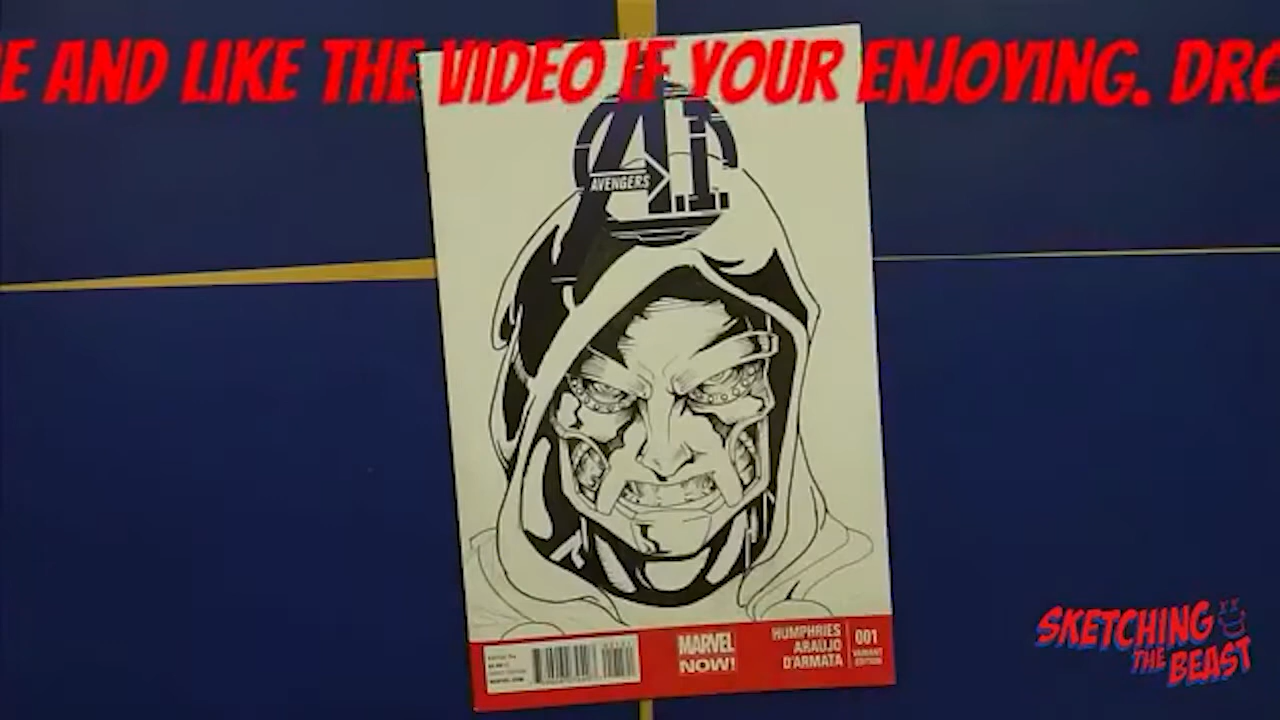 E AND LIKE THE VIDEO IF YOUR ENJOYING. DRO
A.I.
AVENGERS
HUMPHRIES
ARAUJO
D'ARMATA
001
VARIANT
EDITION
MARVEL
NOW!
SKETCHING
THE BEAST